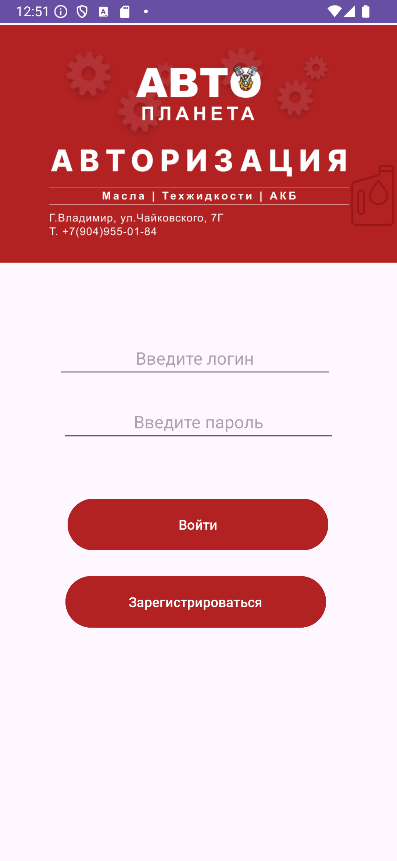 12:51
АВТО
ПЛАНЕТА
АВТОРИЗАЦИЯ
Масла | Техжидкости | АКБ
Г.Владимир, ул.Чайковского, 7Г
Т. +7(904)955-01-84
Введите логин
Введите пароль
Войти
Зарегистрироваться